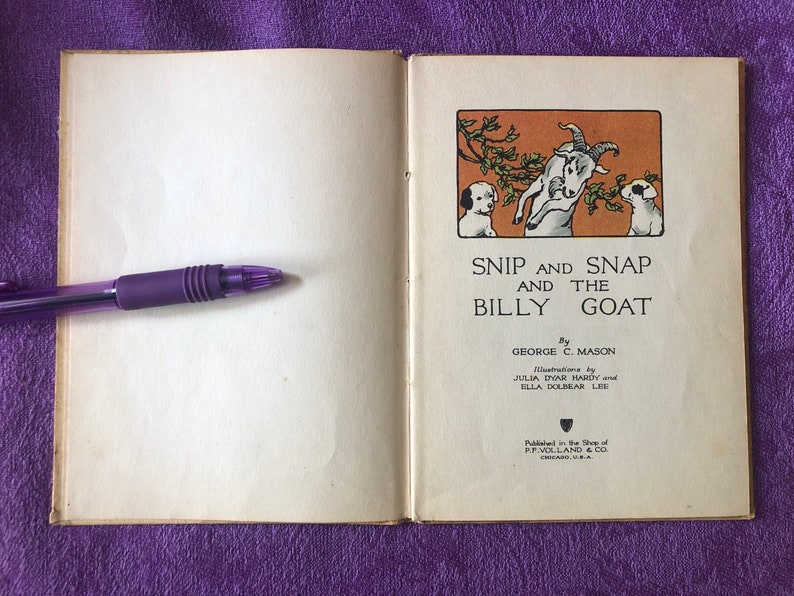 SNIP AND SNAP
AND THE
BILLY GOAT
By
GEORGE C. MASON
Illustrations by
JULIA DYAR HARDY and
ELLA DOLBEAR LEE
Published in the Shop of
P.F. VOLLAND & CO.
CHICAGO, U.S.A.